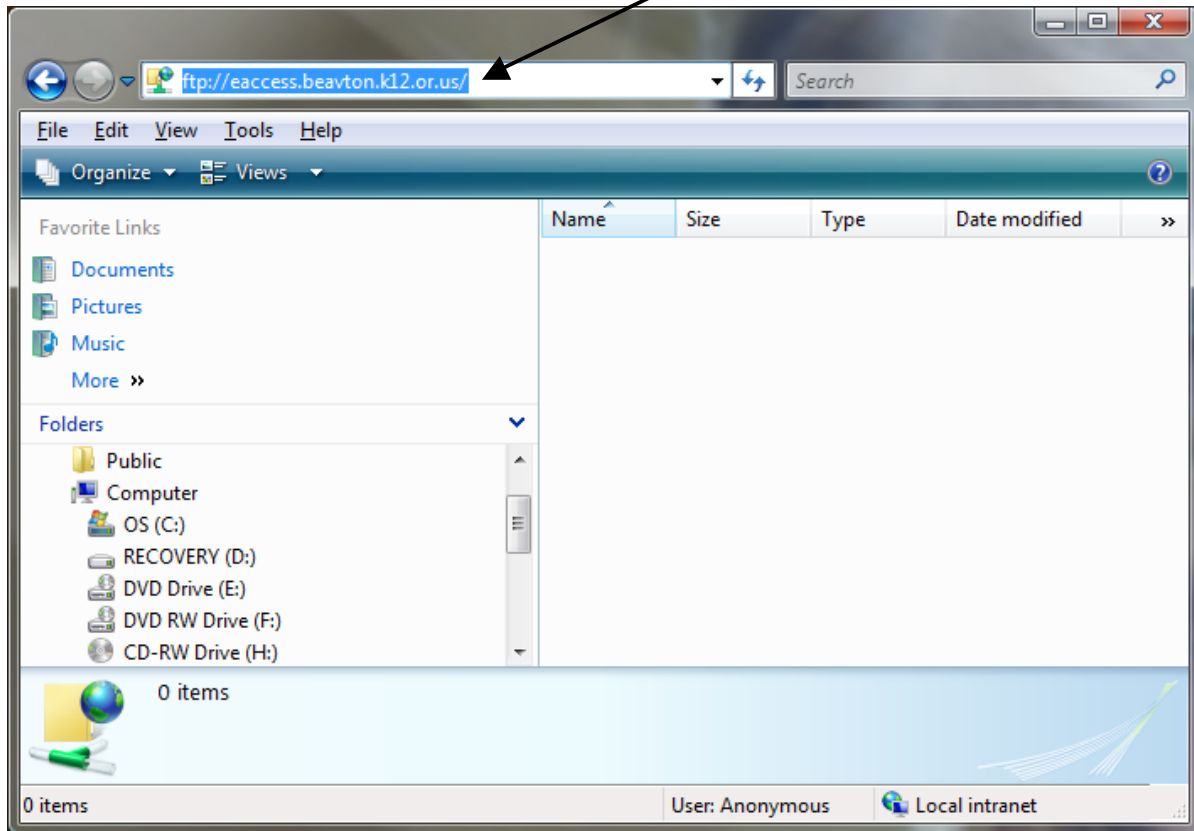 ftp://eaccess.beavton.k12.or.us/
Search
File Edit View Tools Help
Organize Views
Favorite Links
Documents
Pictures
Music
More »
Folders
Public
Computer
OS (C:)
RECOVERY (D:)
DVD Drive (E:)
DVD RW Drive (F:)
CD-RW Drive (H:)
Name Size Type Date modified »
0 items
0 items User: Anonymous Local intranet